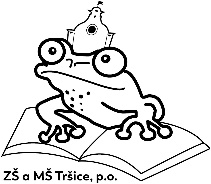 ZŠ a MŠ Tršice, p.o.